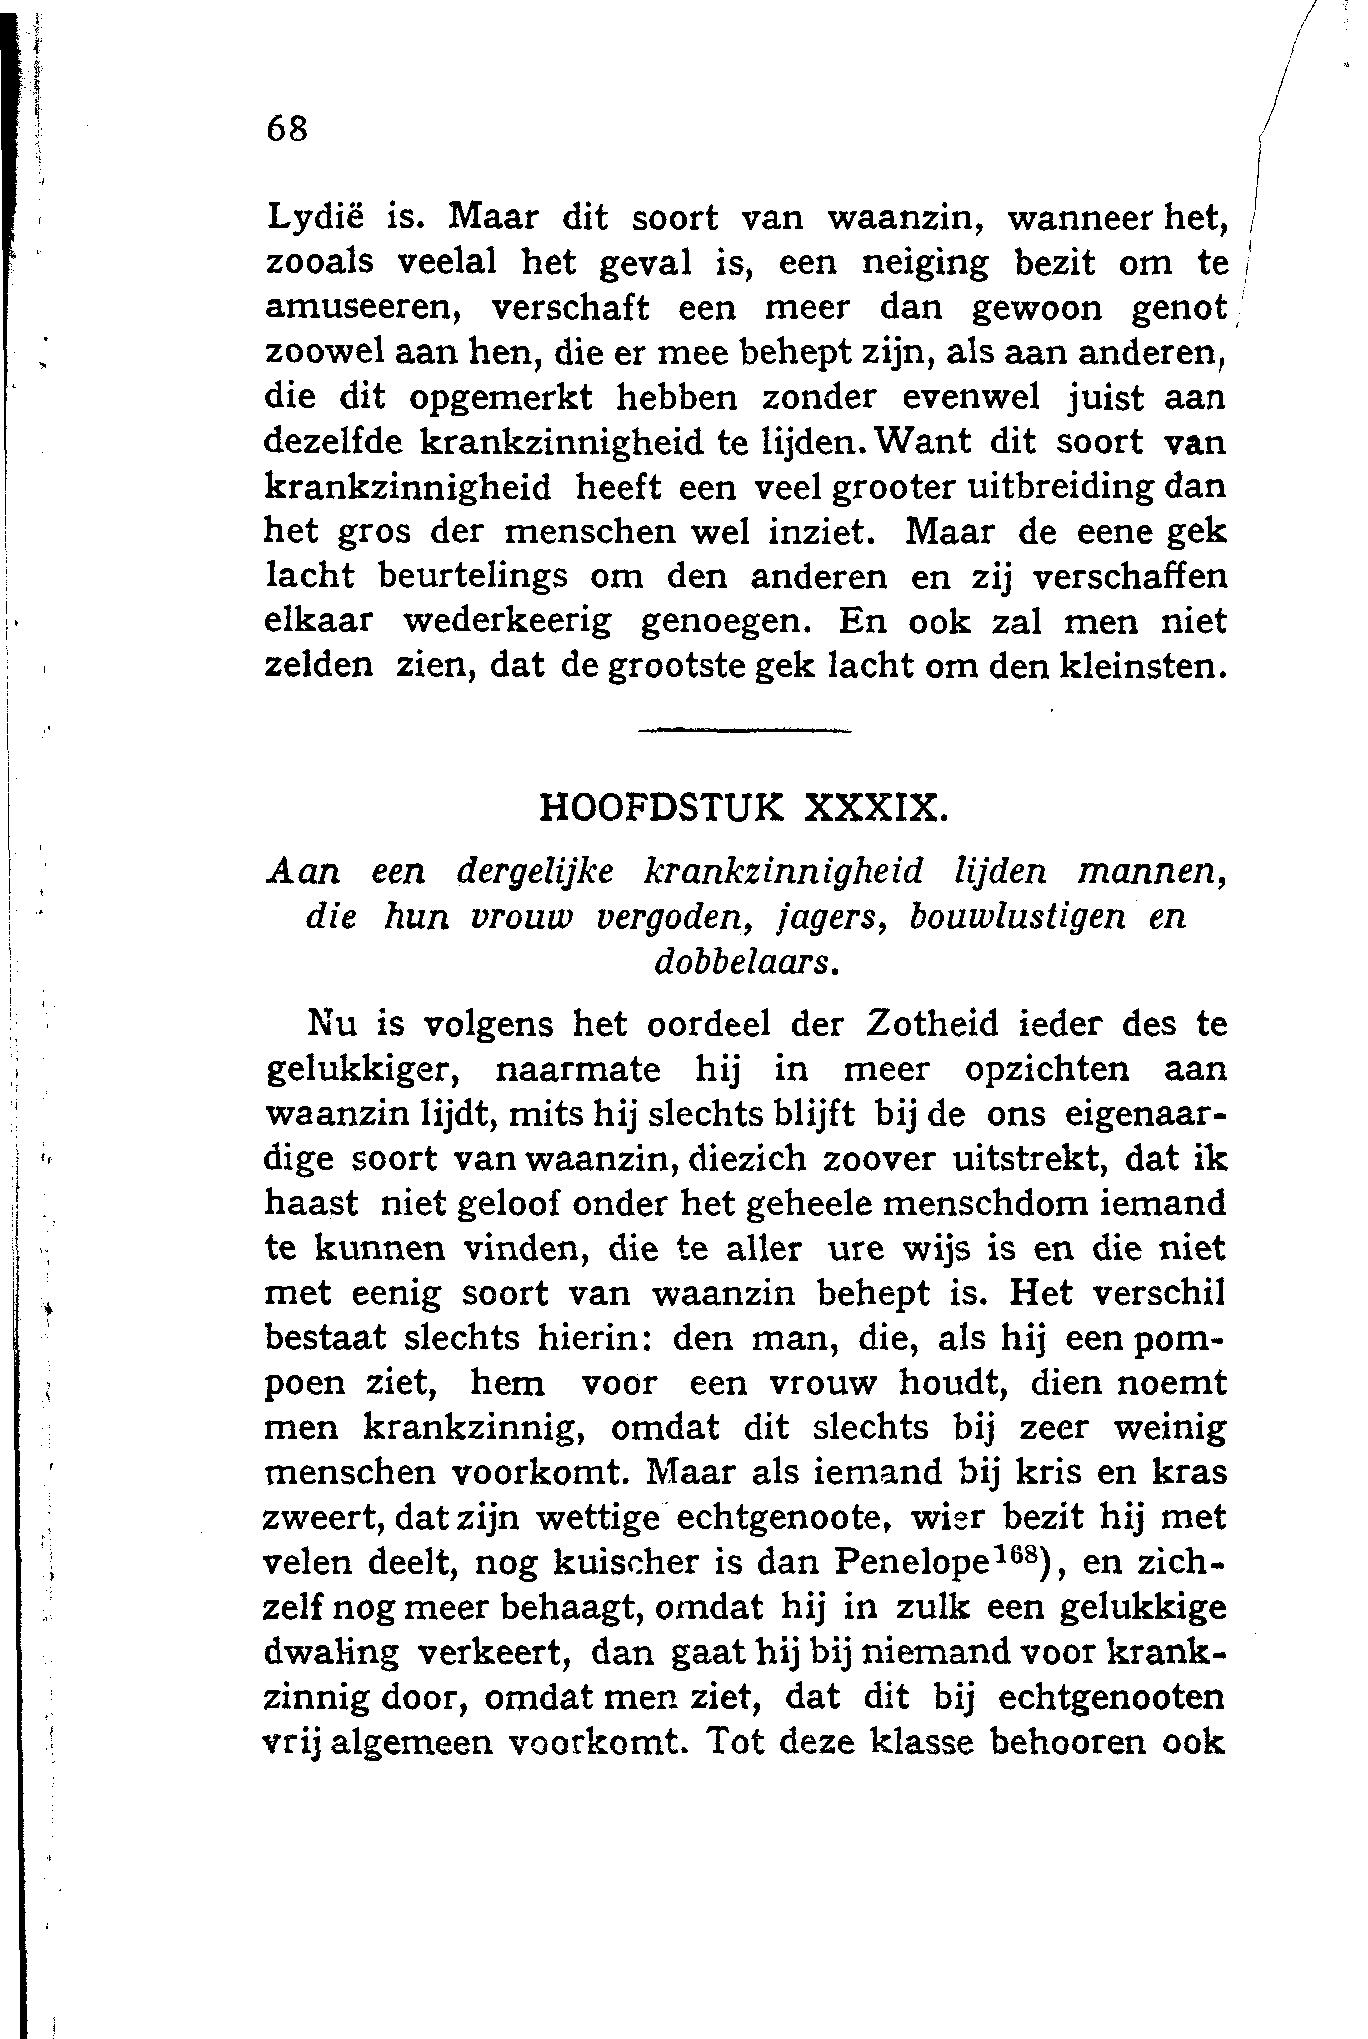 68
Lydië is. Maar dit soort van waanzin, wanneer het,
zooals veelal het geval is, een neiging bezit om te
amuseeren, verschaft een meer dan gewoon genot
zoowel aan hen, die er mee behept zijn, als aan anderen,
die dit opgemerkt hebben zonder evenwel juist aan
dezelfde krankzinnigheid te lijden. Want dit soort van
krankzinnigheid heeft een veel grooter uitbreiding dan
het gros der menschen wel inziet. Maar de eene gek
lacht beurtelings om den anderen en zij verschaffen
elkaar wederkeerig genoegen. En ook zal men niet
zelden zien, dat de grootste gek lacht om den kleinsten.
HOOFDSTUK XXXIX.
Aan een dergelijke krankzinnigheid lijden mannen,
die hun vrouw vergoden, jagers, bouwlustigen en
dobbelaars.
Nu is volgens het oordeel der Zotheid ieder des te
gelukkiger, naarmate hij in meer opzichten aan
waanzin lijdt, mits hij slechts blijft bij de ons eigenaar-
dige soort van waanzin, diezich zoover uitstrekt, dat ik
haast niet geloof onder het geheele menschdom iemand
te kunnen vinden, die te aller ure wijs is en die niet
met eenig soort van waanzin behept is. Het verschil
bestaat slechts hierin: den man, die, als hij een pom-
poen ziet, hem voor een vrouw houdt, dien noemt
men krankzinnig, omdat dit slechts bij zeer weinig
menschen voorkomt. Maar als iemand bij kris en kras
zweert, dat zijn wettige echtgenoote, wier bezit hij met
velen deelt, nog kuischer is dan Penelope¹⁶⁸), en zich-
zelf nog meer behaagt, omdat hij in zulk een gelukkige
dwaling verkeert, dan gaat hij bij niemand voor krank-
zinnig door, omdat men ziet, dat dit bij echtgenooten
vrij algemeen voorkomt. Tot deze klasse behooren ook